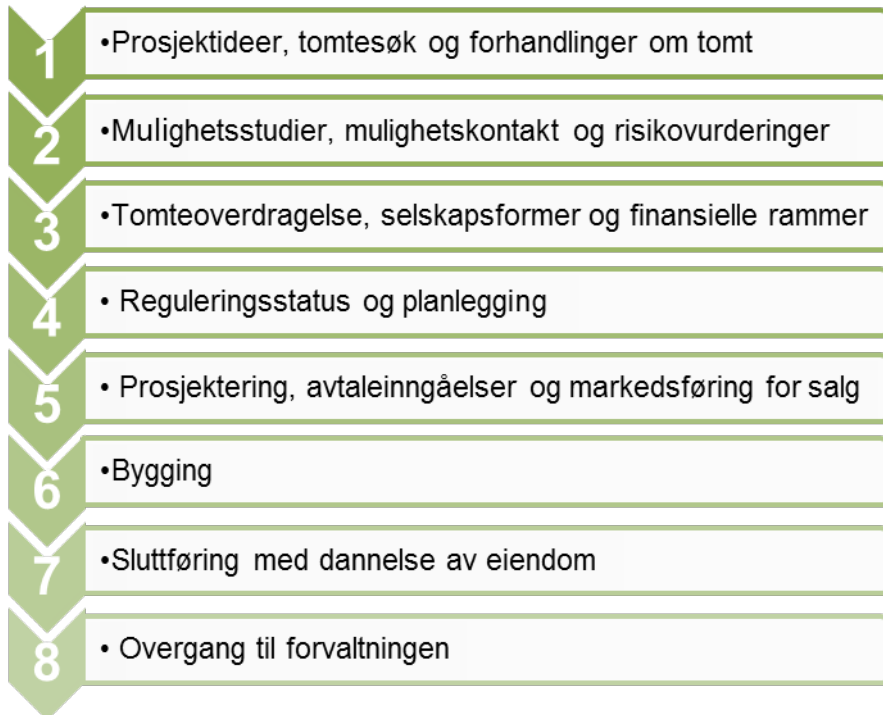 1 •Prosjektideer, tomtesøk og forhandlinger om tomt
2 •Mulighetsstudier, mulighetskontakt og risikovurderinger
3 •Tomteoverdragelse, selskapsformer og finansielle rammer
4 • Reguleringsstatus og planlegging
5 • Prosjektering, avtaleinngåelser og markedsføring for salg
6 •Bygging
7 •Sluttføring med dannelse av eiendom
8 • Overgang til forvaltningen